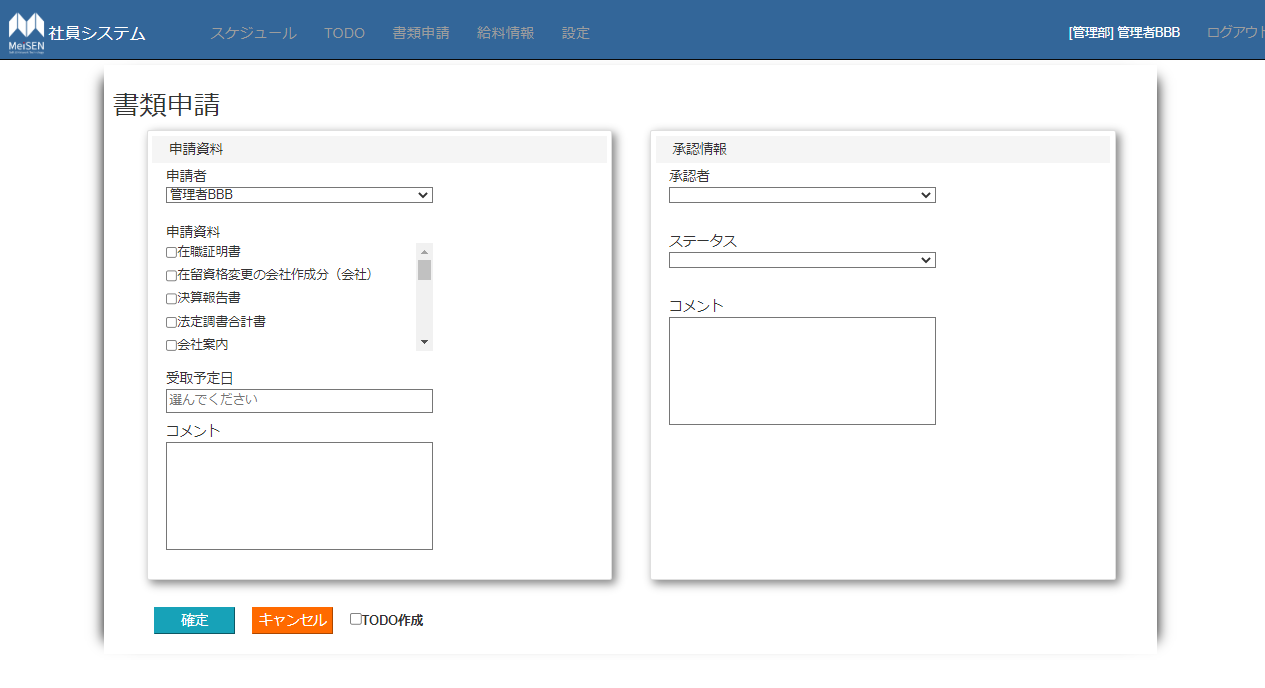 MeiSEN
社員システム
スケジュール
TODO
書類申請
給料情報
設定
[管理部] 管理者BBB
ログアウト
書類申請
申請資料
申請者
管理者BBB
申請資料
在職証明書
在留資格変更の会社作成分（会社）
決算報告書
法定調書合計書
会社案内
受取予定日
選んでください
コメント
承認情報
承認者
ステータス
コメント
確定
キャンセル
TODO作成